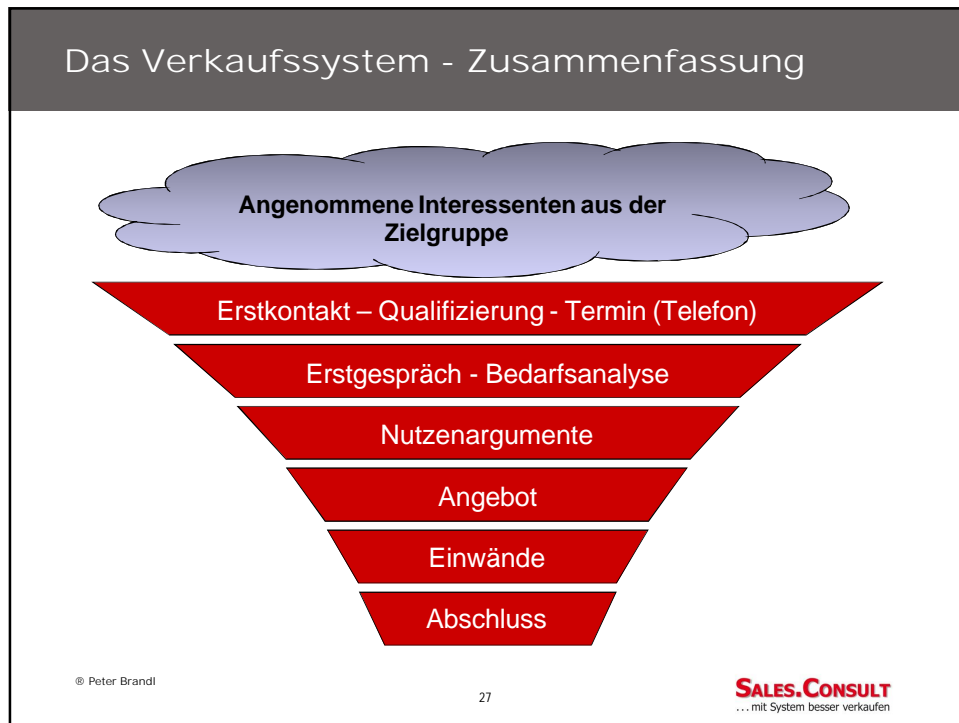 Das Verkaufssystem - Zusammenfassung
Angenommene Interessenten aus der
Zielgruppe
Erstkontakt – Qualifizierung - Termin (Telefon)
Erstgespräch - Bedarfsanalyse
Nutzenargumente
Angebot
Einwände
Abschluss
® Peter Brandl
27
SALES.CONSULT
...mit System besser verkaufen